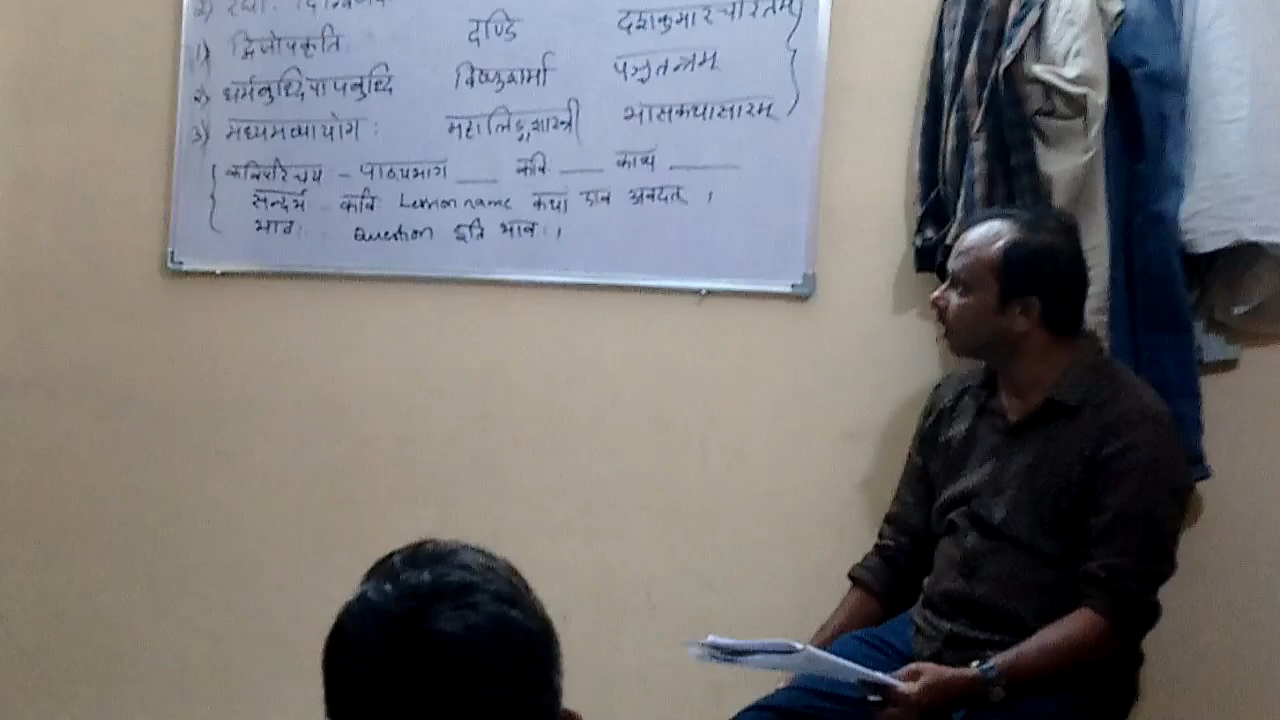 1) द्विजोपकृति दण्डि दशकुमारचरितम्
2) धर्मबुध्दिपापबुध्दि विष्णुशर्मा पञ्चतन्त्रम्
3) मध्यमव्यायोग: महालिङ्गशास्त्री भासकथासारम्
कविपरिचय - पाठ्यभाग ___ कवि ___ काव्य ___
सन्दर्भ - कवि Lesson name कथां अवदत् ।
भाव: Question इति भाव: ।